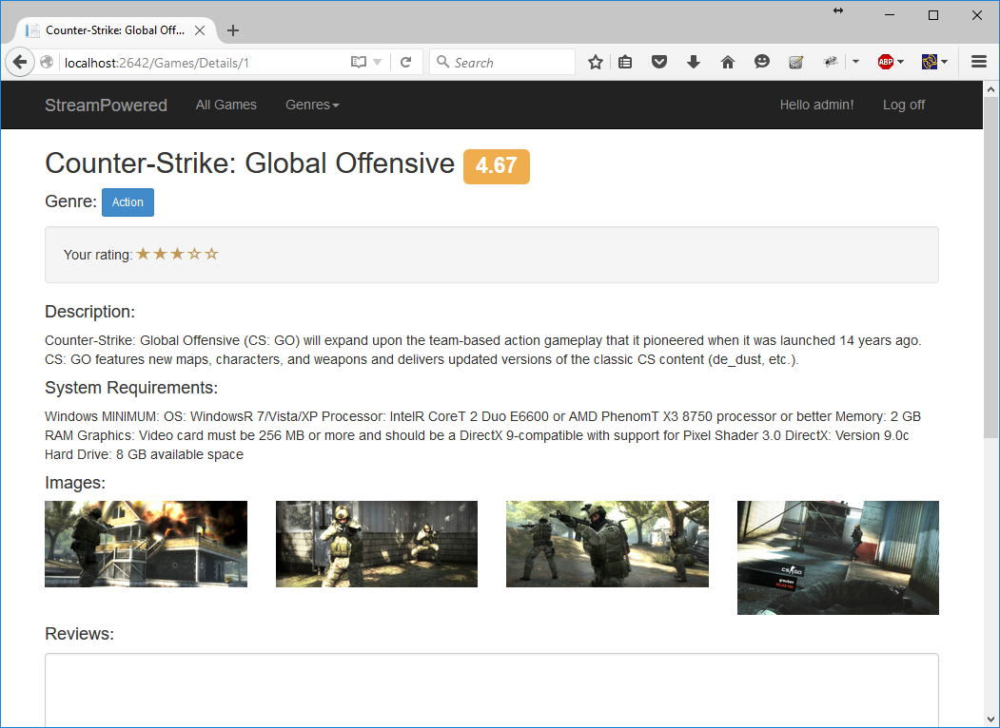 Counter-Strike: Global Off...
localhost:2642/Games/Details/1
Search
ABP
StreamPowered
All Games
Genres
Hello admin!
Log off
Counter-Strike: Global Offensive 4.67
Genre: Action
Your rating:
Description:
Counter-Strike: Global Offensive (CS: GO) will expand upon the team-based action gameplay that it pioneered when it was launched 14 years ago.
CS: GO features new maps, characters, and weapons and delivers updated versions of the classic CS content (de_dust, etc.).
System Requirements:
Windows MINIMUM: OS: WindowsR 7/Vista/XP Processor: IntelR CoreT 2 Duo E6600 or AMD PhenomT X3 8750 processor or better Memory: 2 GB
RAM Graphics: Video card must be 256 MB or more and should be a DirectX 9-compatible with support for Pixel Shader 3.0 DirectX: Version 9.0c
Hard Drive: 8 GB available space
Images:
CS GO
Reviews: